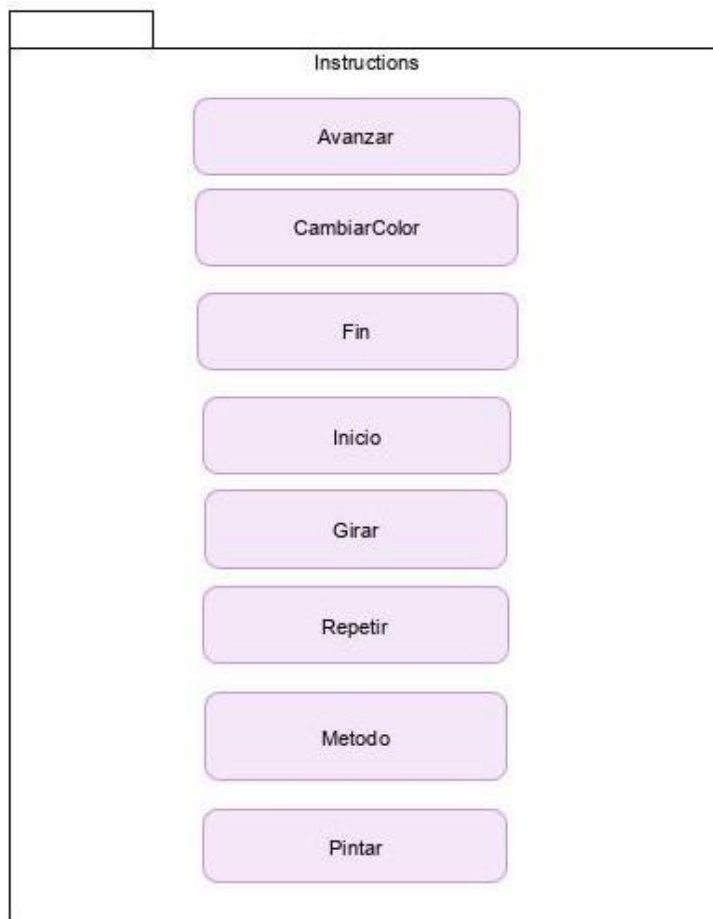 Instructions
Avanzar
CambiarColor
Fin
Inicio
Girar
Repetir
Metodo
Pintar